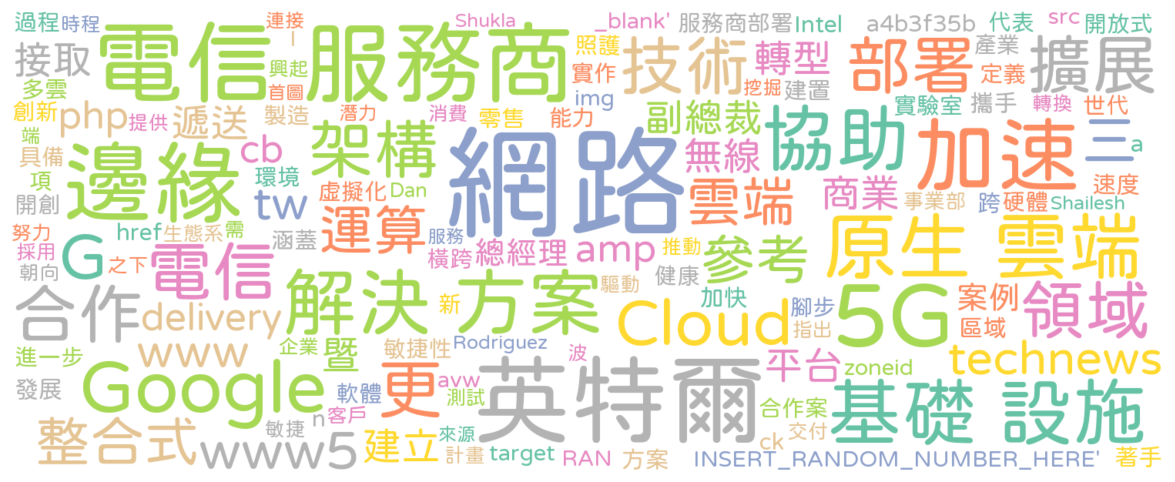 過程 時程 電信 服務商 連接 Shukla _blank' 服務商部署 Intel a4b3f35b 代表 src 開放式
接取 一 興起 照護 技術 轉型 部署 產業 擴展
多雲 首圖 實作 挖掘 建置 定義
創新 php 提供 遞送 製造 潛力 消費 零售 img 能力 副總裁 實驗室 攜手 轉換 世代
端 邊緣 架構 網路 無線 協助 加速 三 a
具備 cb 環境
項 tw 虛擬化 Dan 雲端 商業 事業部 跨 硬體 速度
開創 Shailesh
努力 href 生態系 需 涵蓋 運算 服務 總經理 amp 推動 參考 原生 雲端
採用 G 電信 橫跨
朝向 之下 健康
合作 解決 方案 新 驅動 加快 腳步 5G 案例 領域
delivery Cloud 指出 區域
進一步 www 企業 暨 敏捷性 Rodriguez 波 平台 technews
發展 Google 軟體 更 avw 英特爾 zoneid 基礎 設施
測試
整合式 www5 n 客戶 合作案
敏捷 建立 來源 ck 交付
計畫 target RAN 方案 INSERT_RANDOM_NUMBER_HERE' 著手